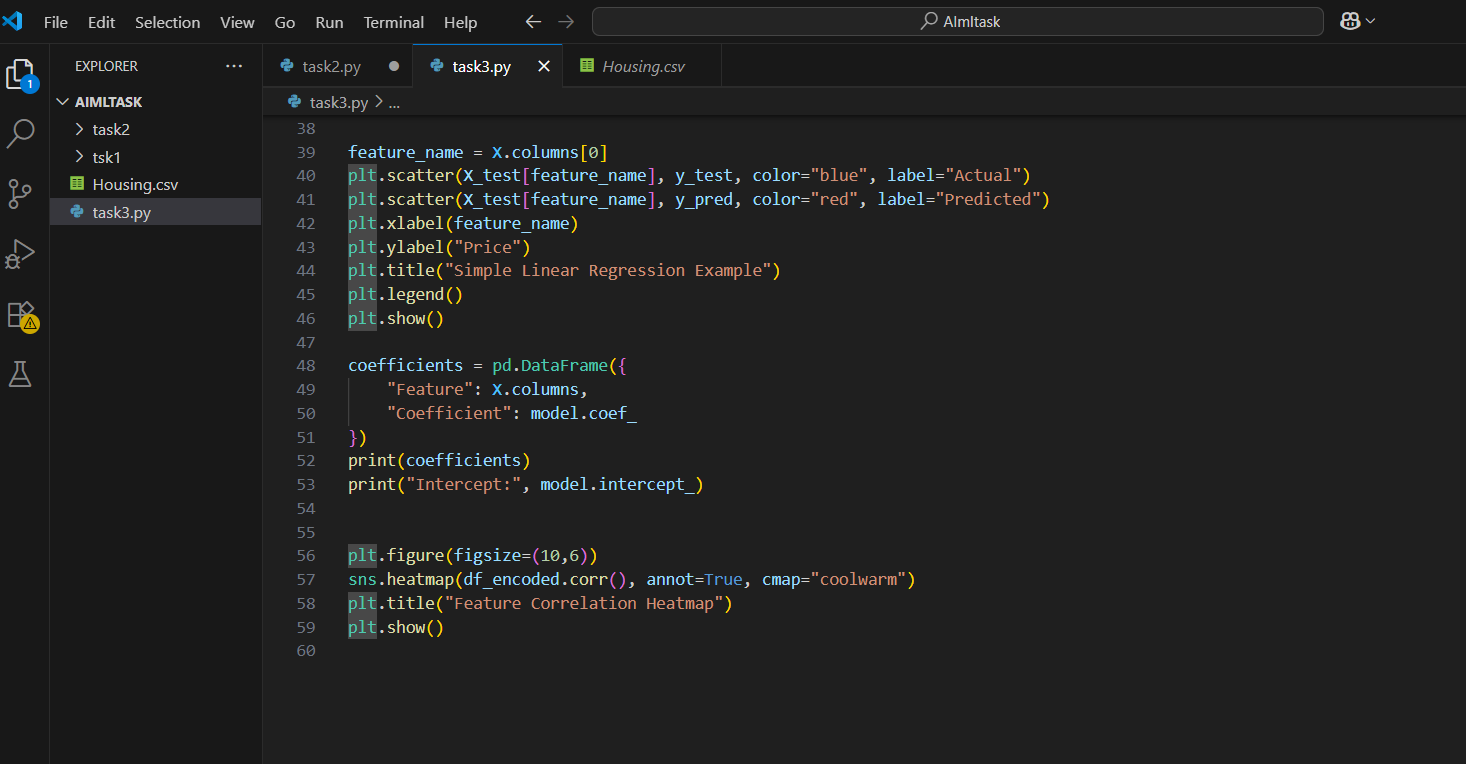 File Edit Selection View Go Run Terminal Help
AImltask
EXPLORER
task2.py
task3.py
Housing.csv
AIMLTASK
task3.py > ...
task2
tsk1
Housing.csv
task3.py
1
38
39 feature_name = X.columns[0]
40 plt.scatter(X_test[feature_name], y_test, color="blue", label="Actual")
41 plt.scatter(X_test[feature_name], y_pred, color="red", label="Predicted")
42 plt.xlabel(feature_name)
43 plt.ylabel("Price")
44 plt.title("Simple Linear Regression Example")
45 plt.legend()
46 plt.show()
47
48 coefficients = pd.DataFrame({
49     "Feature": X.columns,
50     "Coefficient": model.coef_
51 })
52 print(coefficients)
53 print("Intercept:", model.intercept_)
54
55
56 plt.figure(figsize=(10,6))
57 sns.heatmap(df_encoded.corr(), annot=True, cmap="coolwarm")
58 plt.title("Feature Correlation Heatmap")
59 plt.show()
60